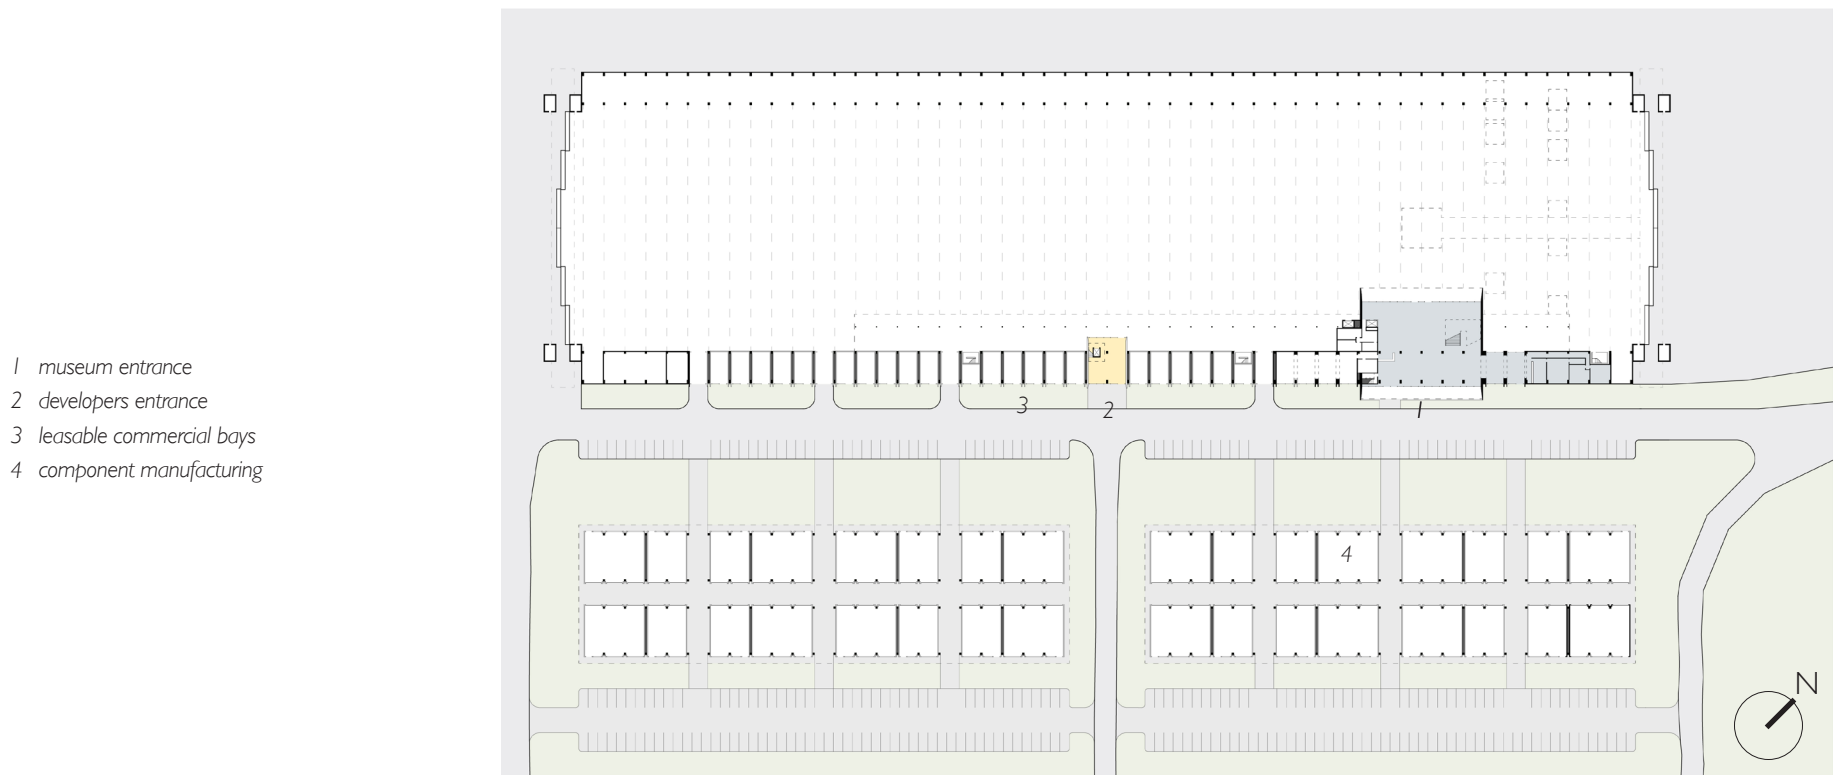 1 museum entrance
2 developers entrance
3 leasable commercial bays
4 component manufacturing
3
2
1
4
N